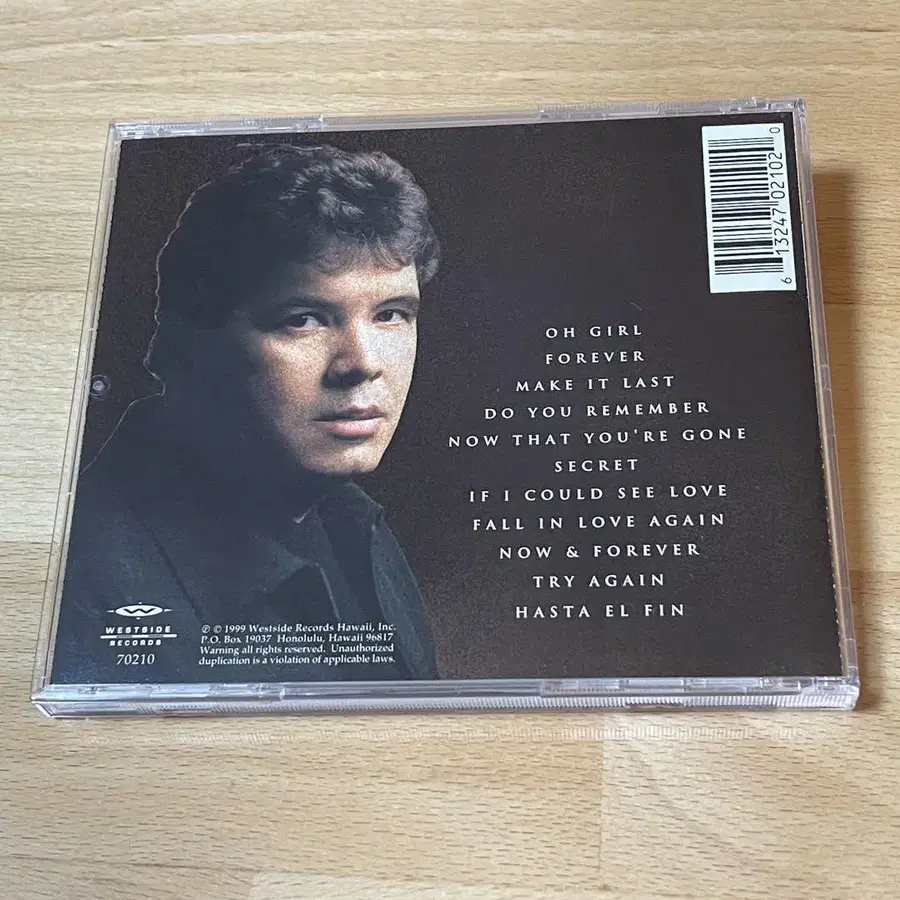 6 13247 02102 0
OH GIRL
FOREVER
MAKE IT LAST
DO YOU REMEMBER
NOW THAT YOU'RE GONE
SECRET
IF I COULD SEE LOVE
FALL IN LOVE AGAIN
NOW & FOREVER
TRY AGAIN
HASTA EL FIN
W
WESTSIDE
RECORDS
70210
℗ © 1999 Westside Records Hawaii, Inc.
P.O. Box 19037 Honolulu, Hawaii 96817
Warning all rights reserved. Unauthorized
duplication is a violation of applicable laws.